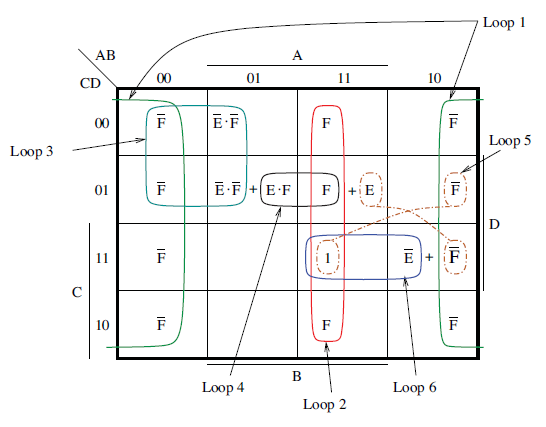 Loop 1
AB
A
CD
00 01 11 10
00 F̅ E̅·F̅ F F̅
Loop 5
Loop 3
01 F̅ E̅·F̅ + E·F F + E F̅
D
11 F̅ 1 E̅ + F̅
C
10 F̅ F F̅
B
Loop 4
Loop 6
Loop 2